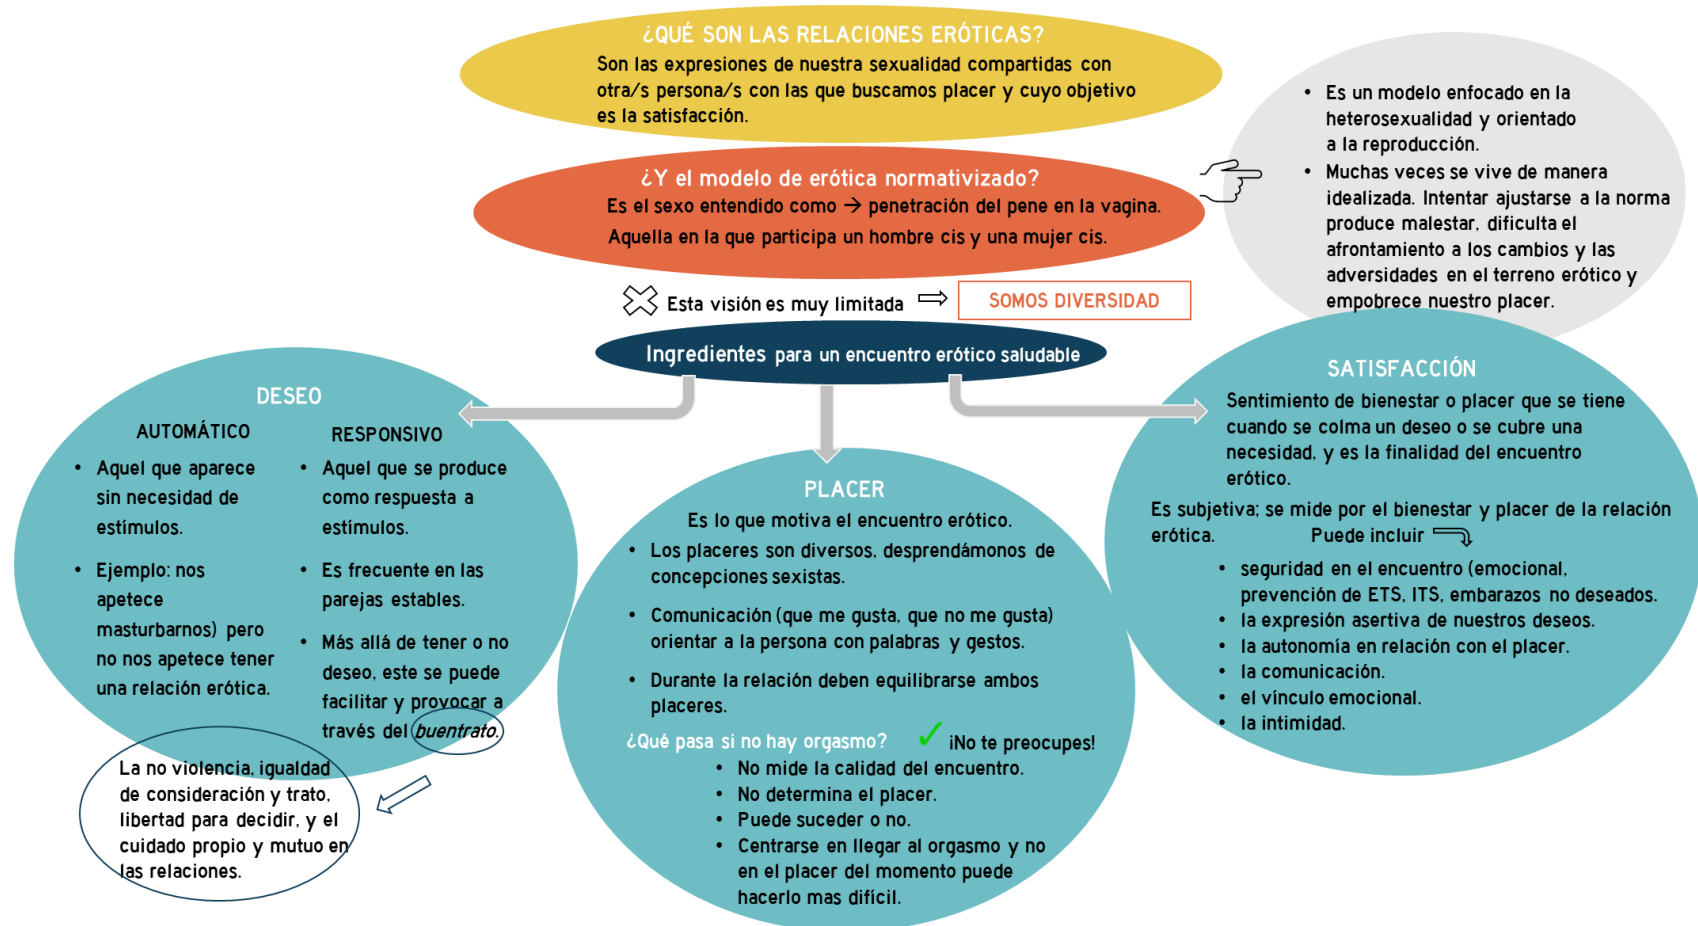 ¿QUÉ SON LAS RELACIONES ERÓTICAS?
Son las expresiones de nuestra sexualidad compartidas con
otra/s persona/s con las que buscamos placer y cuyo objetivo
es la satisfacción.
¿Y el modelo de erótica normativizado?
Es el sexo entendido como → penetración del pene en la vagina.
Aquella en la que participa un hombre cis y una mujer cis.
• Es un modelo enfocado en la
heterosexualidad y orientado
a la reproducción.
• Muchas veces se vive de manera
idealizada. Intentar ajustarse a la norma
produce malestar, dificulta el
afrontamiento a los cambios y las
adversidades en el terreno erótico y
empobrece nuestro placer.
Esta visión es muy limitada
SOMOS DIVERSIDAD
Ingredientes para un encuentro erótico saludable
DESEO
AUTOMÁTICO
• Aquel que aparece
sin necesidad de
estímulos.
• Ejemplo: nos
apetece
masturbarnos) pero
no nos apetece tener
una relación erótica.
RESPONSIVO
• Aquel que se produce
como respuesta a
estímulos.
• Es frecuente en las
parejas estables.
• Más allá de tener o no
deseo, este se puede
facilitar y provocar a
través del buentrato.
La no violencia, igualdad
de consideración y trato,
libertad para decidir, y el
cuidado propio y mutuo en
las relaciones.
PLACER
Es lo que motiva el encuentro erótico.
• Los placeres son diversos, desprendámonos de
concepciones sexistas.
• Comunicación (que me gusta, que no me gusta)
orientar a la persona con palabras y gestos.
• Durante la relación deben equilibrarse ambos
placeres.
¿Qué pasa si no hay orgasmo? ✓ ¡No te preocupes!
• No mide la calidad del encuentro.
• No determina el placer.
• Puede suceder o no.
• Centrarse en llegar al orgasmo y no
en el placer del momento puede
hacerlo mas difícil.
SATISFACCIÓN
Sentimiento de bienestar o placer que se tiene
cuando se colma un deseo o se cubre una
necesidad, y es la finalidad del encuentro
erótico.
Es subjetiva; se mide por el bienestar y placer de la relación
erótica. Puede incluir
• seguridad en el encuentro (emocional,
prevención de ETS, ITS, embarazos no deseados.
• la expresión asertiva de nuestros deseos.
• la autonomía en relación con el placer.
• la comunicación.
• el vínculo emocional.
• la intimidad.